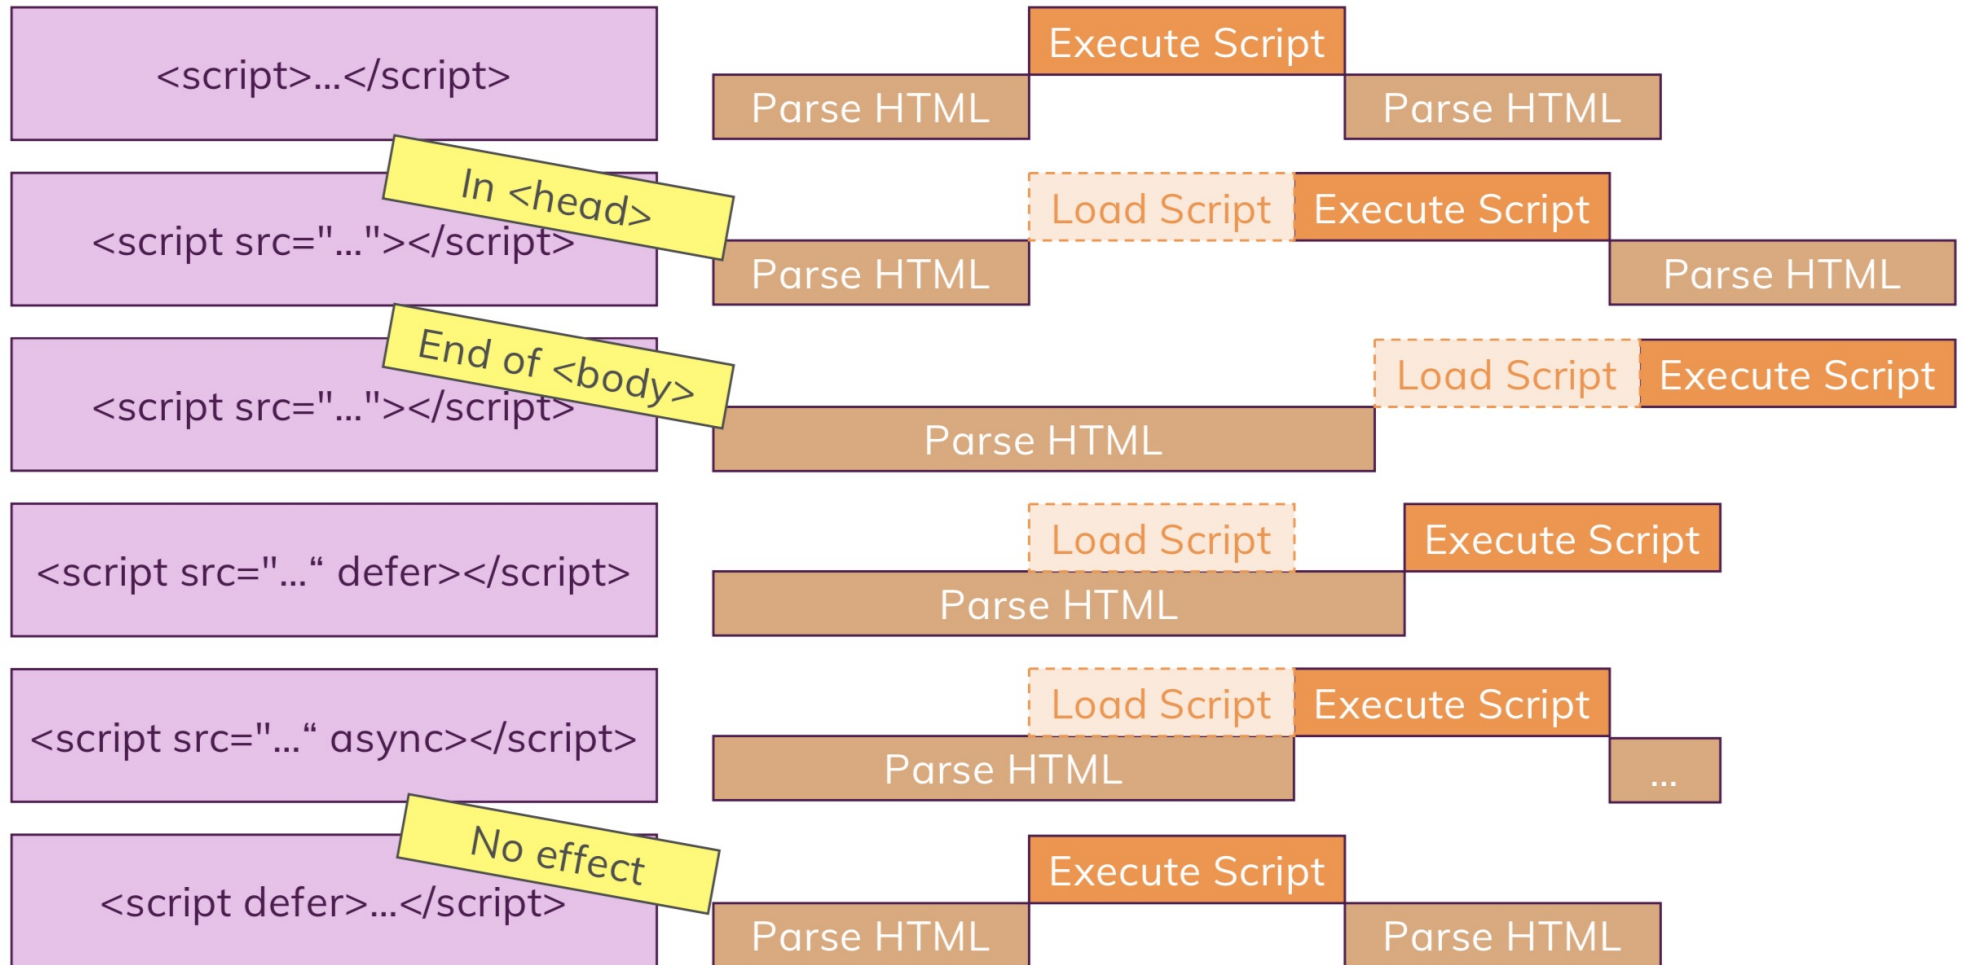 <script>...</script>
Execute Script
Parse HTML
Parse HTML
In <head>
<script src="..."></script>
Load Script
Execute Script
Parse HTML
Parse HTML
End of <body>
<script src="..."></script>
Load Script
Execute Script
Parse HTML
<script src="...“ defer></script>
Load Script
Execute Script
Parse HTML
<script src="...“ async></script>
Load Script
Execute Script
Parse HTML
...
No effect
<script defer>...</script>
Execute Script
Parse HTML
Parse HTML